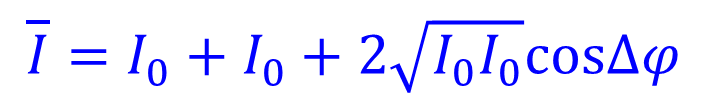 I̅ = I₀ + I₀ + 2√(I₀I₀)cosΔφ